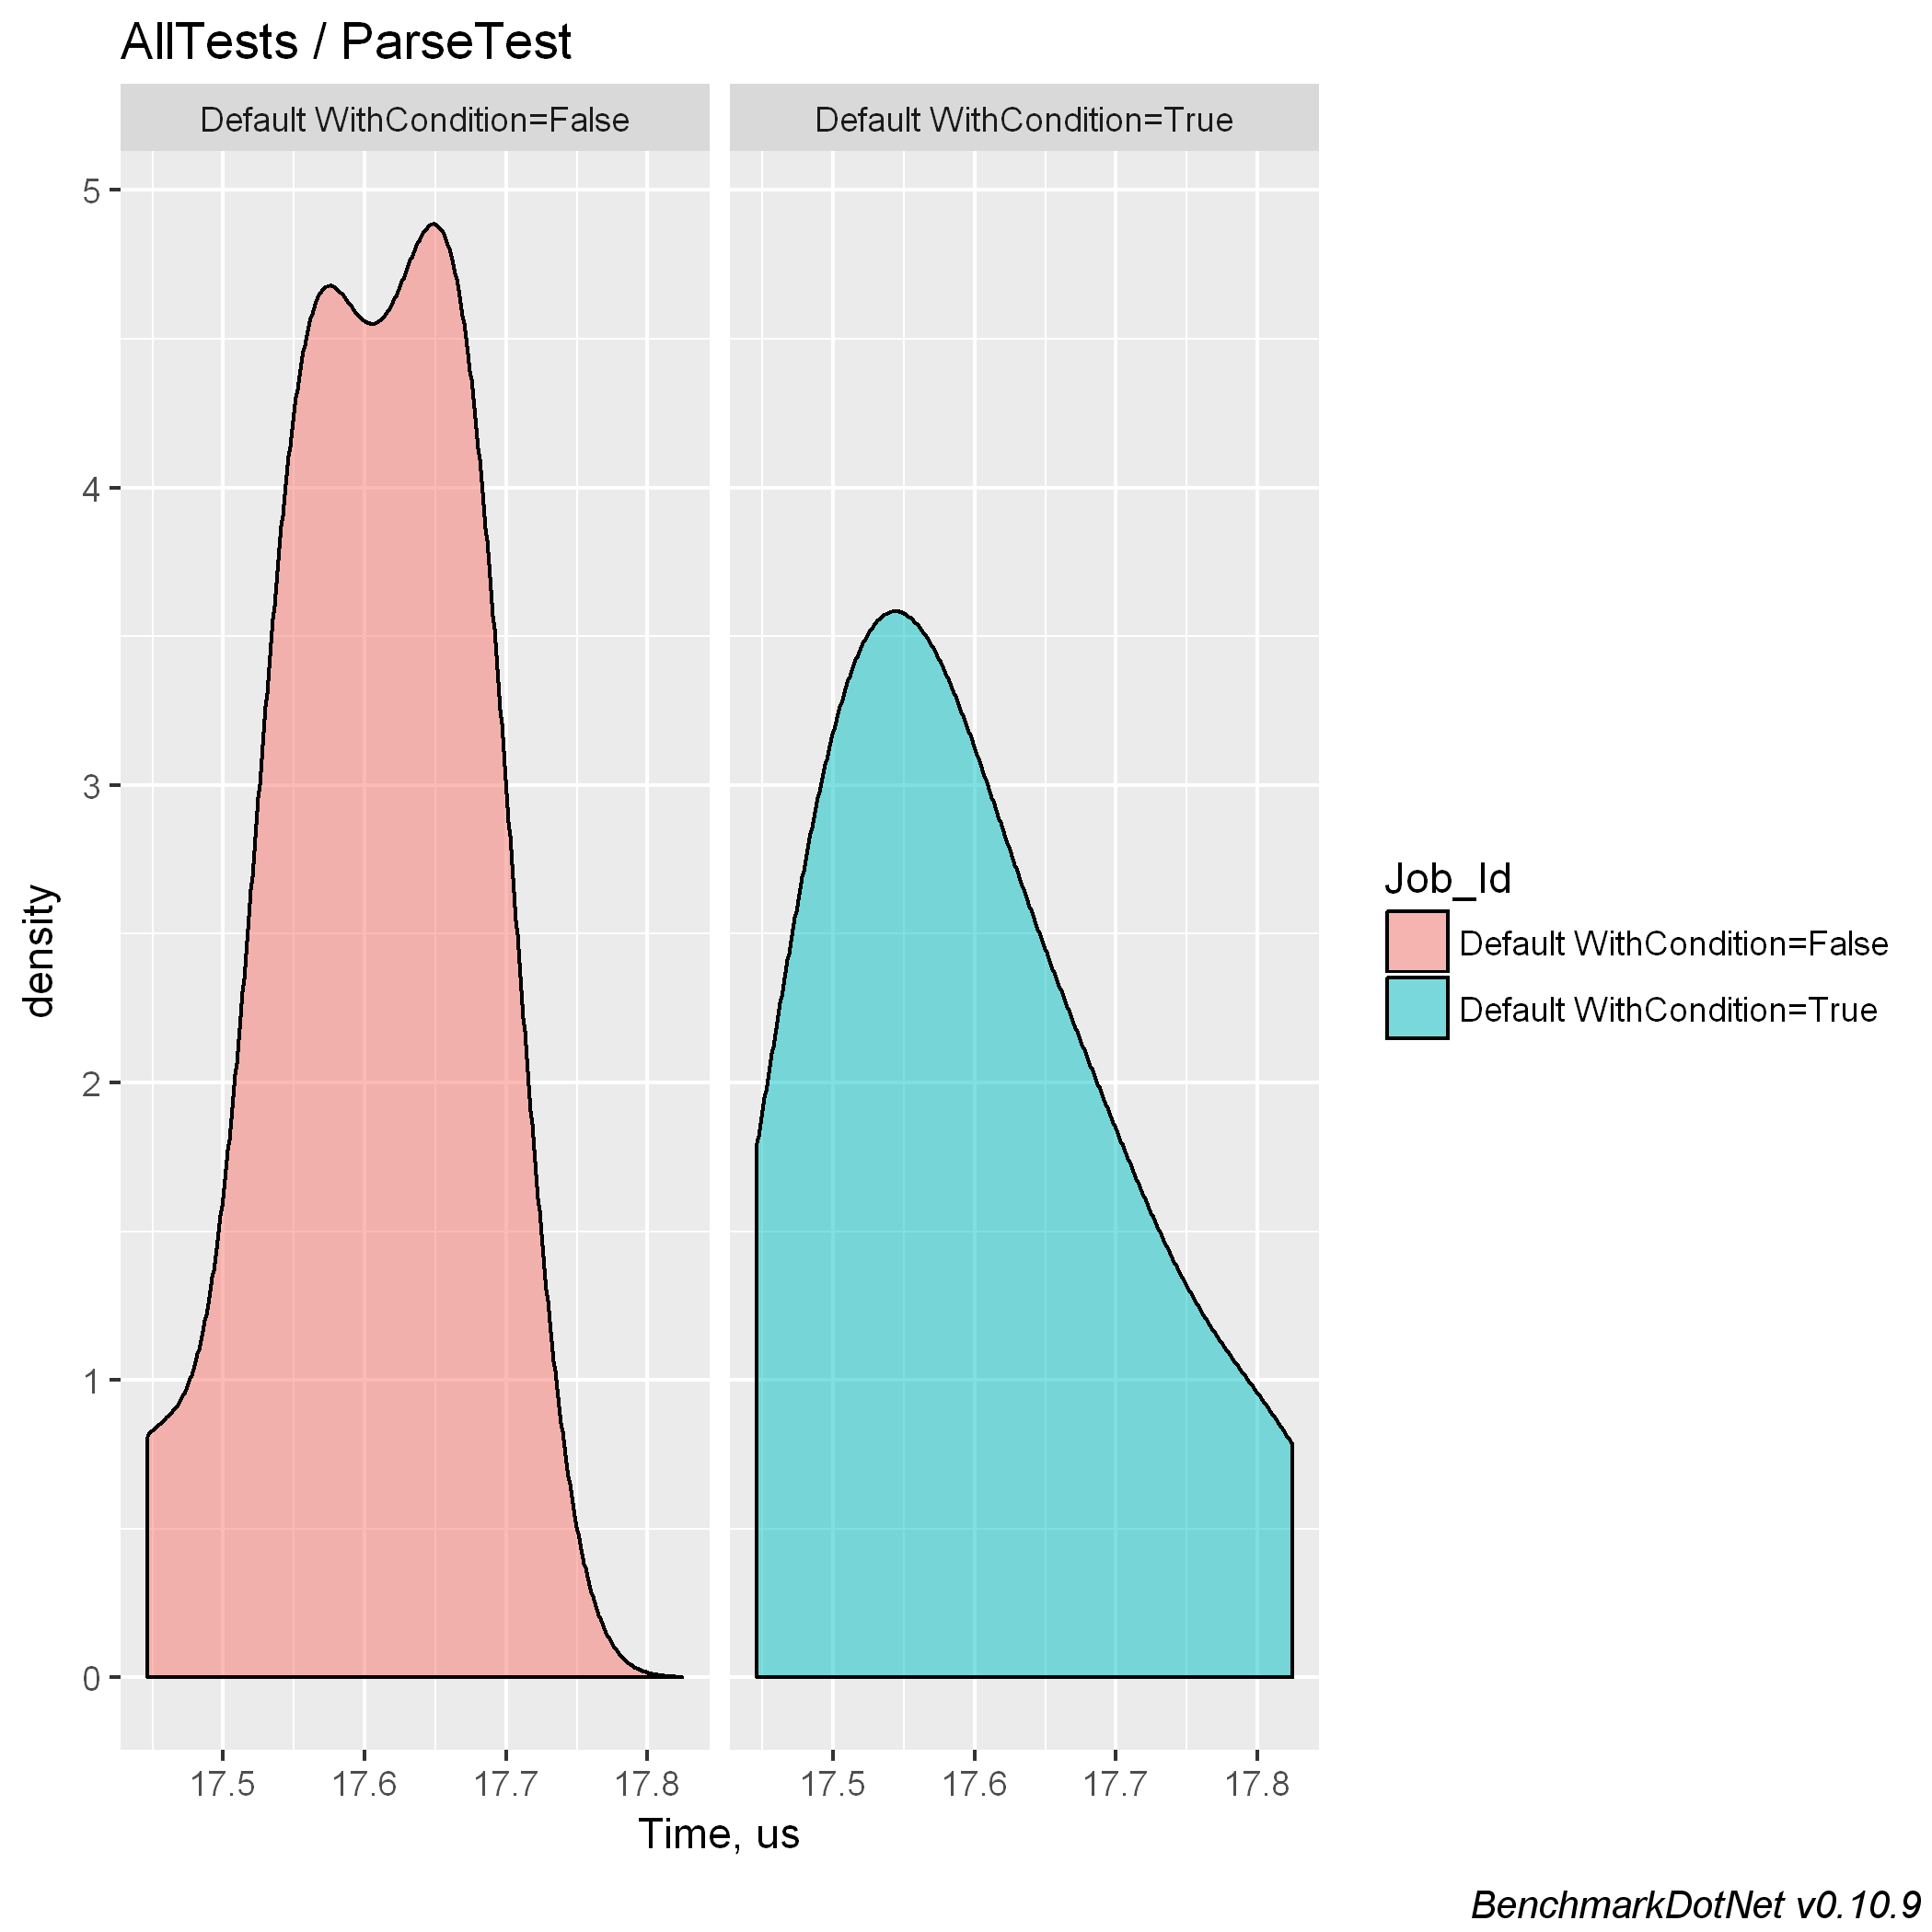 AllTests / ParseTest
Default WithCondition=False
Default WithCondition=True
5
4
3
2
1
0
density
17.5 17.6 17.7 17.8
17.5 17.6 17.7 17.8
Time, us
Job_Id
Default WithCondition=False
Default WithCondition=True
BenchmarkDotNet v0.10.9